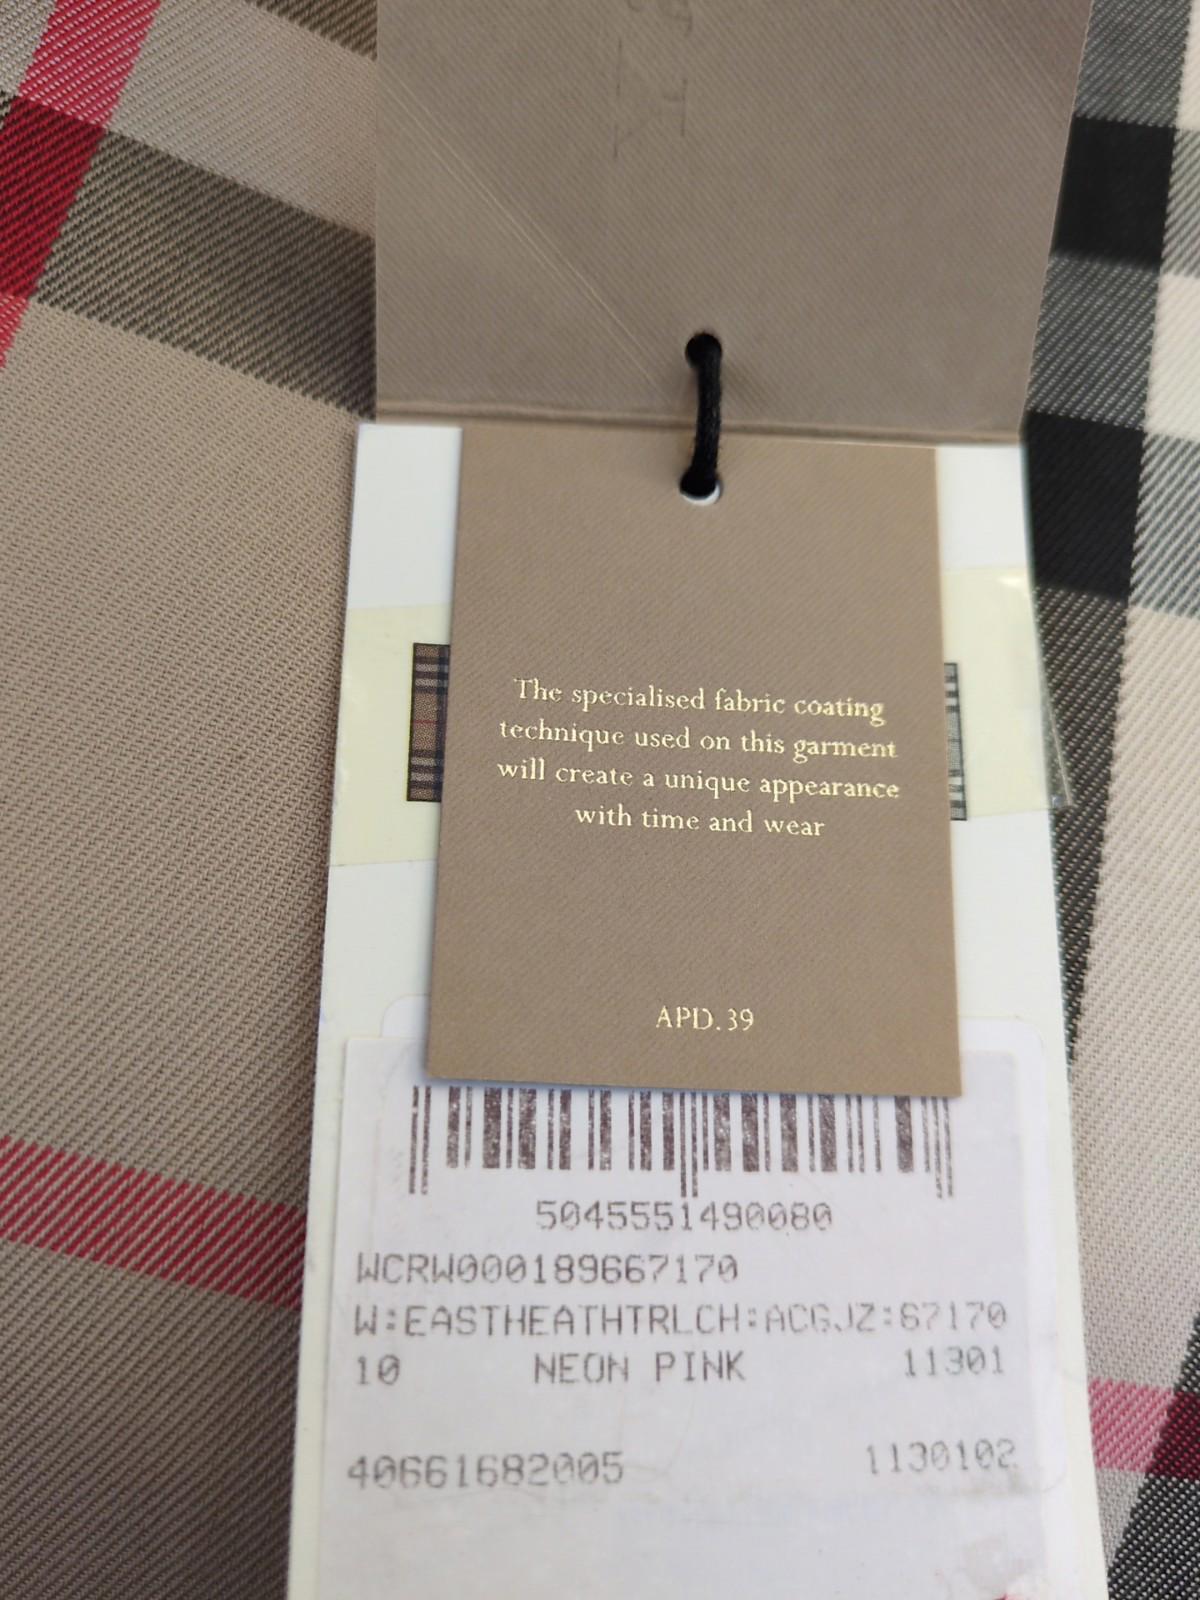 The specialised fabric coating
technique used on this garment
will create a unique appearance
with time and wear
APD.39
5045551490080
WCRW000189667170
W:EASTHEATHTRLCH:ACGJZ:67170
10 NEON PINK 11301
40661682005 1130102